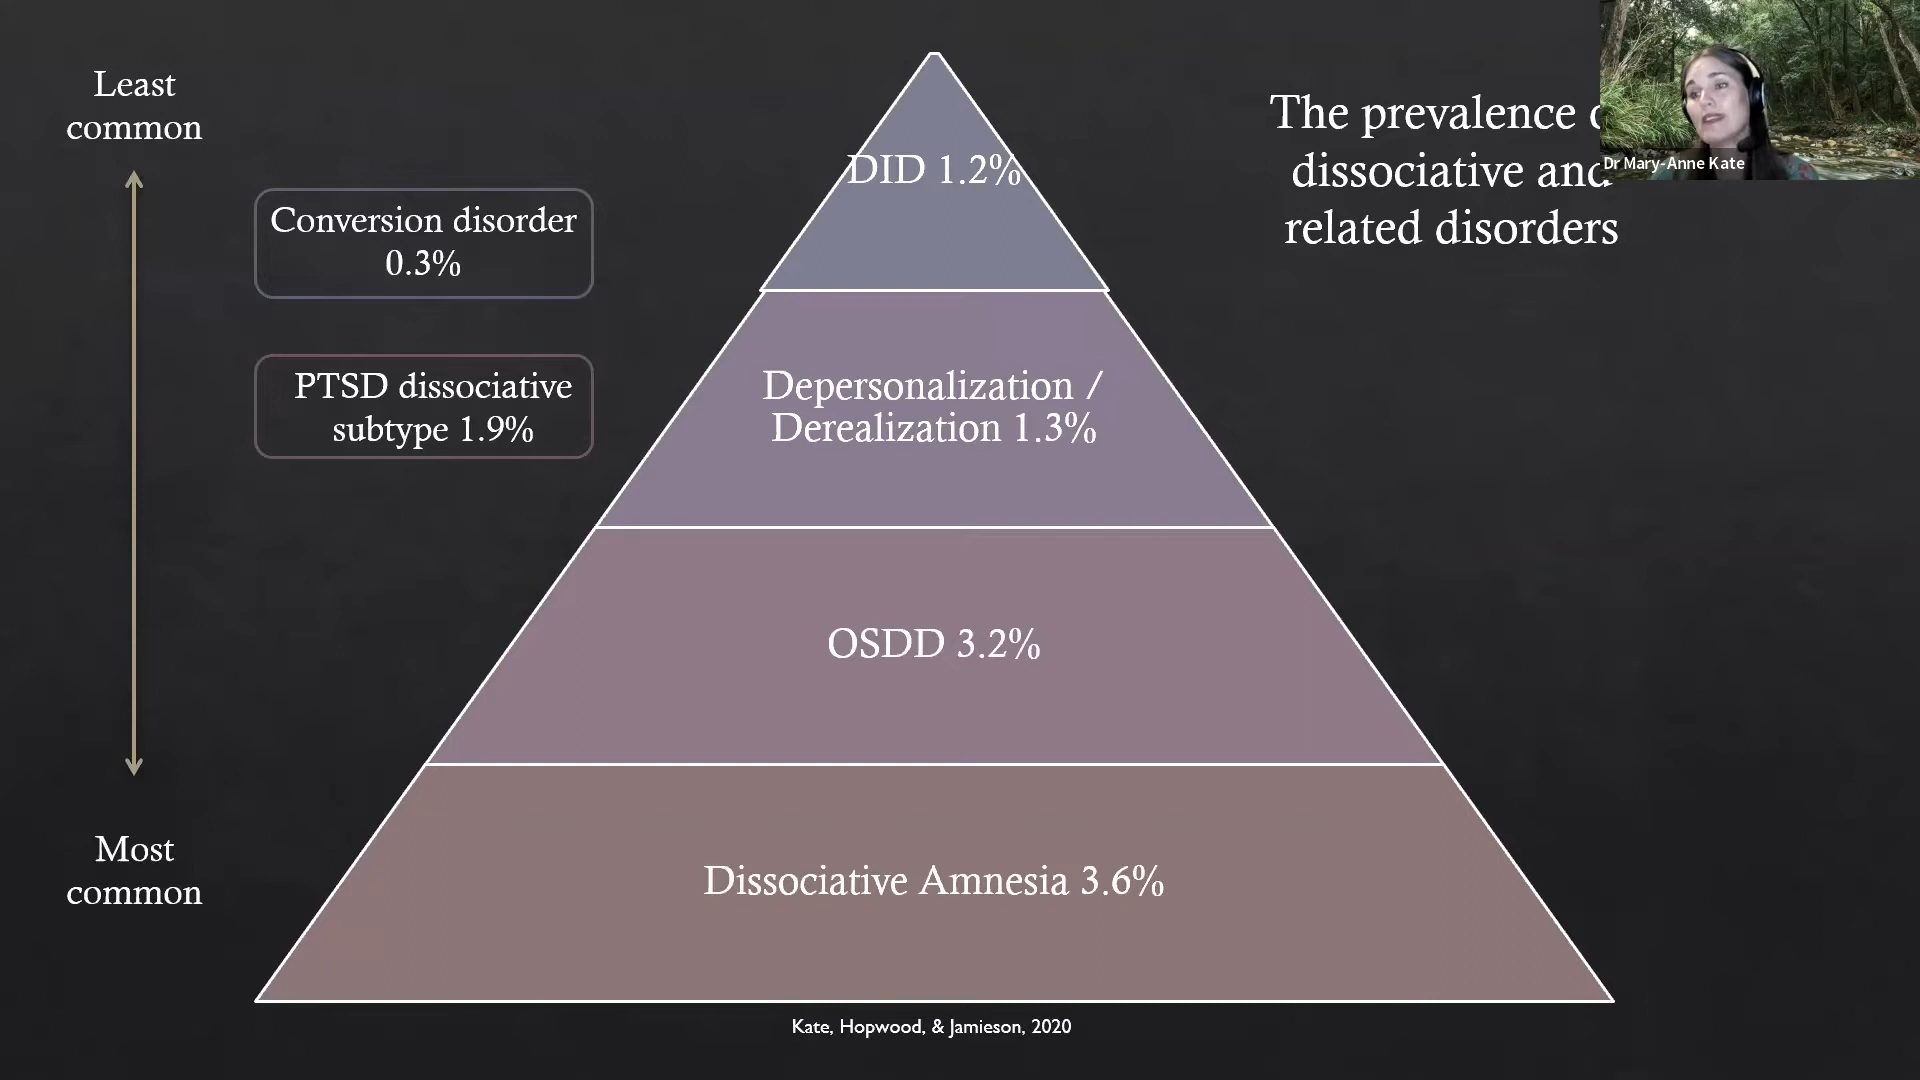 Least
common
Conversion disorder
0.3%
PTSD dissociative
subtype 1.9%
Most
common
DID 1.2%
Depersonalization /
Derealization 1.3%
OSDD 3.2%
Dissociative Amnesia 3.6%
Kate, Hopwood, & Jamieson, 2020
The prevalence
dissociative and
related disorders
Dr Mary-Anne Kate